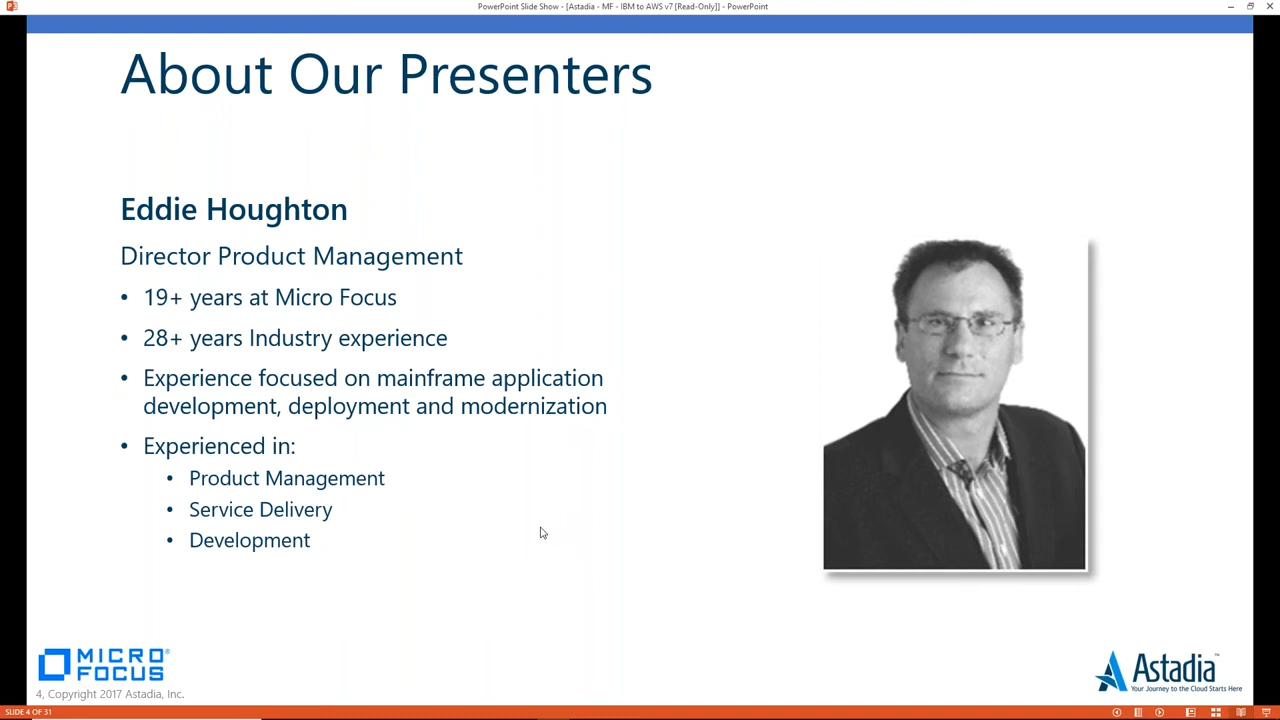 PowerPoint Slide Show - [Astadia - MF - IBM to AWS v7 [Read-Only]] - PowerPoint
About Our Presenters
Eddie Houghton
Director Product Management
• 19+ years at Micro Focus
• 28+ years Industry experience
• Experience focused on mainframe application
development, deployment and modernization
• Experienced in:
• Product Management
• Service Delivery
• Development
MICRO
FOCUS®
Astadia™
Your Journey to the Cloud Starts Here
4, Copyright 2017 Astadia, Inc.
SLIDE 4 OF 31